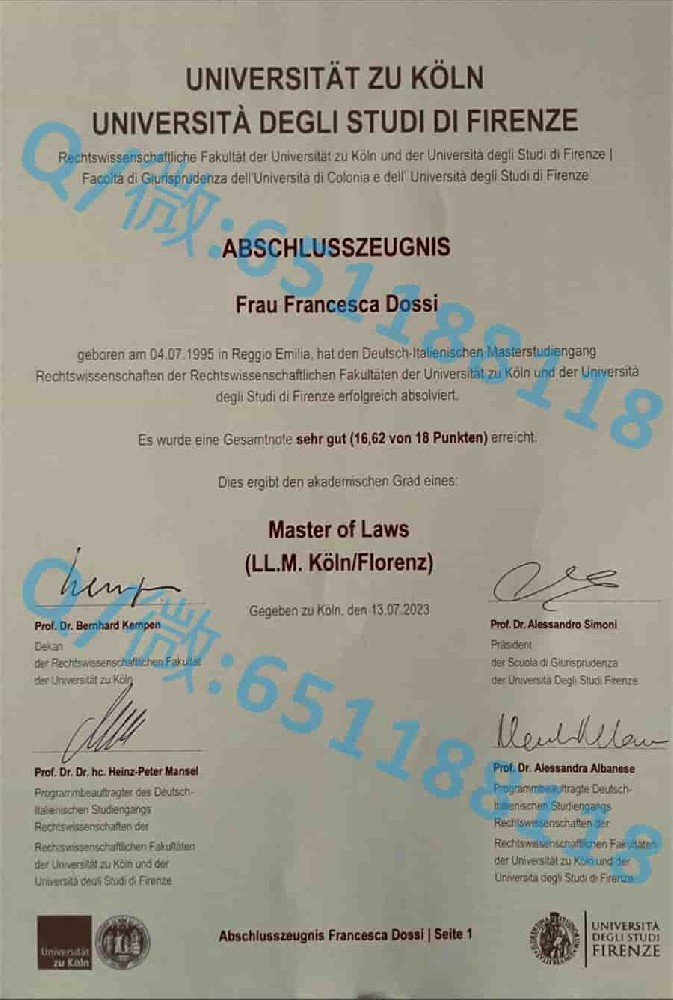 UNIVERSITÄT ZU KÖLN
UNIVERSITÀ DEGLI STUDI DI FIRENZE
Rechtswissenschaftliche Fakultät der Universität zu Köln und der Università degli Studi di Firenze |
Facoltà di Giurisprudenza dell'Università di Colonia e dell' Università degli Studi di Firenze
Q/微:651188118
ABSCHLUSSZEUGNIS
Frau Francesca Dossi
geboren am 04.07.1995 in Reggio Emilia, hat den Deutsch-Italienischen Masterstudiengang
Rechtswissenschaften der Rechtswissenschaftlichen Fakultäten der Universität zu Köln und der Università
degli Studi di Firenze erfolgreich absolviert.
Es wurde eine Gesamtnote sehr gut (16,62 von 18 Punkten) erreicht.
Dies ergibt den akademischen Grad eines:
Master of Laws
(LL.M. Köln/Florenz)
Gegeben zu Köln, den 13.07.2023
Prof. Dr. Bernhard Kempen
Dekan
der Rechtswissenschaftlichen Fakultät
der Universität zu Köln
Prof. Dr. Alessandro Simoni
Präsident
der Scuola di Giurisprudenza
der Università Degli Studi Firenze
Q/微:651188118
Prof. Dr. Dr. hc. Heinz-Peter Mansel
Programmbeauftragter des Deutsch-
Italienischen Studiengangs
Rechtswissenschaften der
Rechtswissenschaftlichen Fakultäten
der Universität zu Köln und der
Università degli Studi di Firenze
Prof. Dr. Alessandra Albanese
Programmbeauftragte Deutsch-
Italienischen Studiengangs
Rechtswissenschaften der
Rechtswissenschaftlichen Fakultäten
der Universität zu Köln und der
Università degli Studi di Firenze
Universität
zu Köln
Abschlusszeugnis Francesca Dossi | Seite 1
UNIVERSITÀ
DEGLI STUDI
FIRENZE